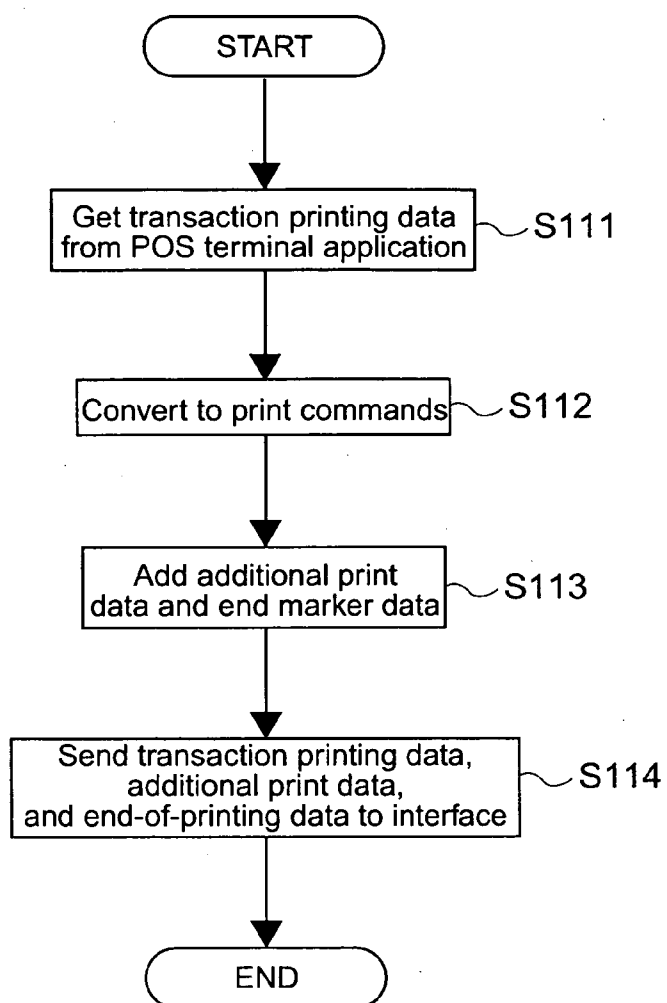 START
Get transaction printing data
from POS terminal application
S111
Convert to print commands
S112
Add additional print
data and end marker data
S113
Send transaction printing data,
additional print data,
and end-of-printing data to interface
S114
END